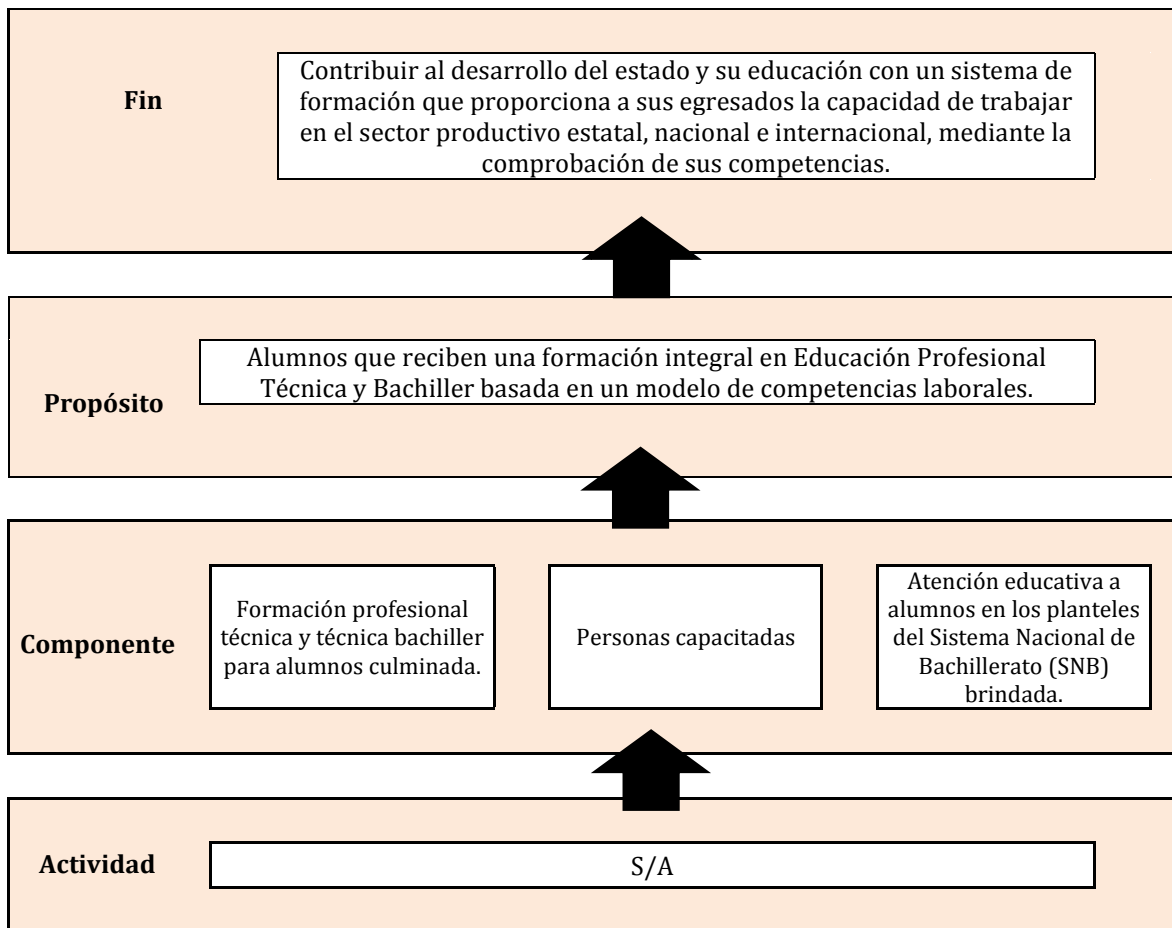 Fin
Contribuir al desarrollo del estado y su educación con un sistema de
formación que proporciona a sus egresados la capacidad de trabajar
en el sector productivo estatal, nacional e internacional, mediante la
comprobación de sus competencias.
Propósito
Alumnos que reciben una formación integral en Educación Profesional
Técnica y Bachiller basada en un modelo de competencias laborales.
Componente
Formación profesional
técnica y técnica bachiller
para alumnos culminada.
Personas capacitadas
Atención educativa a
alumnos en los planteles
del Sistema Nacional de
Bachillerato (SNB)
brindada.
Actividad
S/A